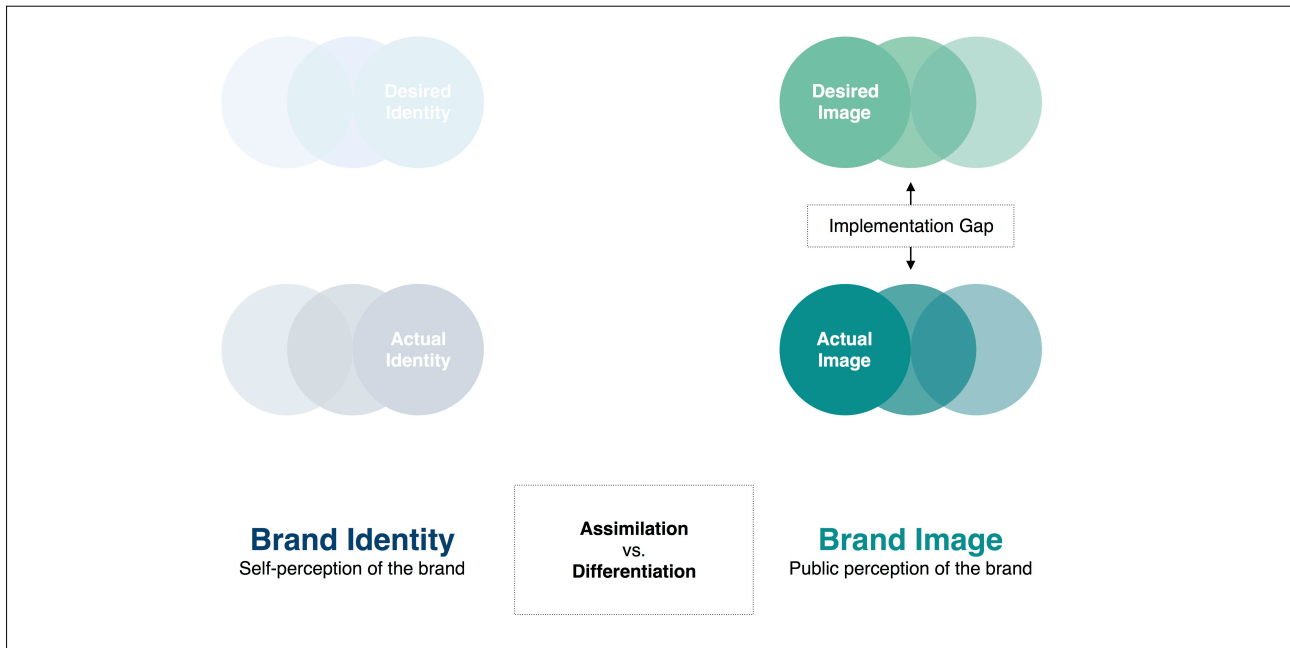 Desired
Identity
Desired
Image
Implementation Gap
Actual
Identity
Actual
Image
Brand Identity
Self-perception of the brand
Assimilation
vs.
Differentiation
Brand Image
Public perception of the brand